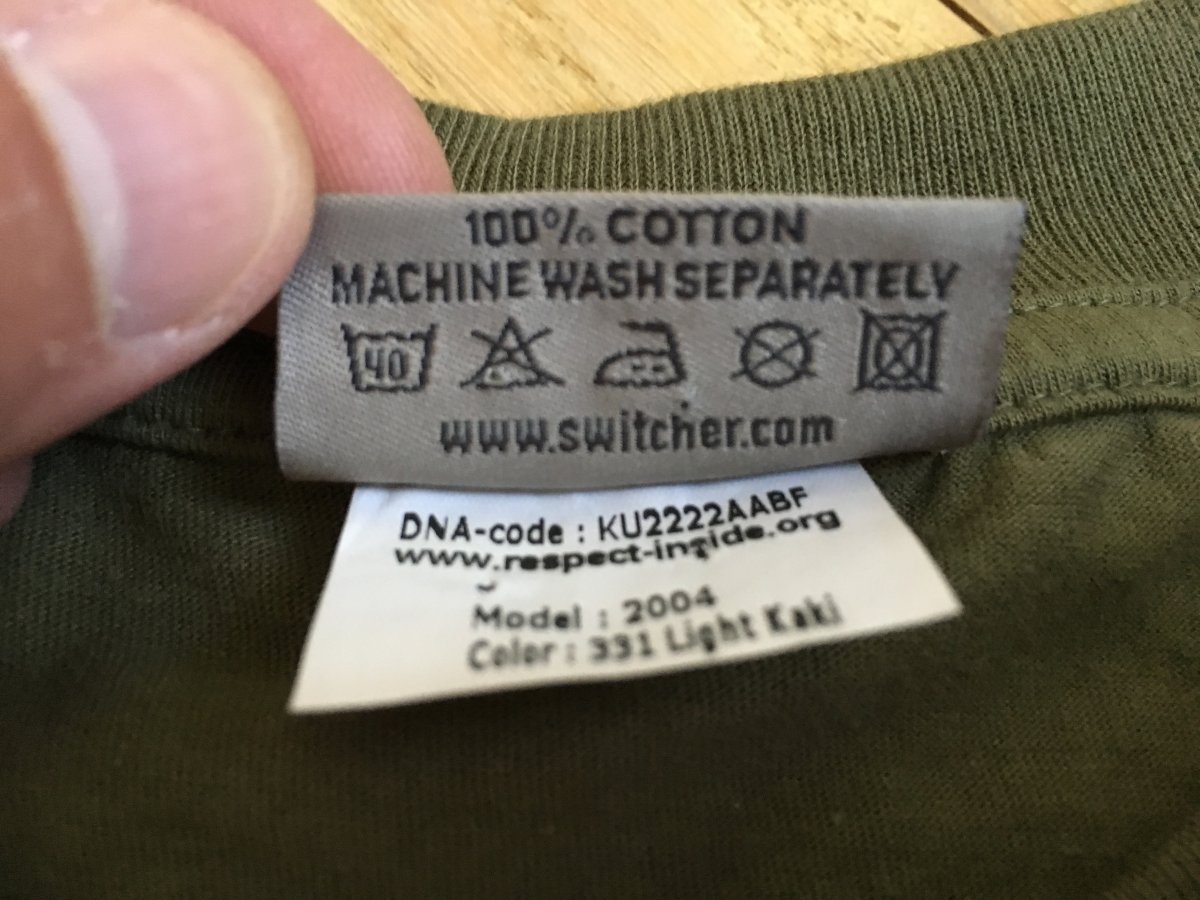 100% COTTON
MACHINE WASH SEPARATELY
40
www.switcher.com
DNA-code : KU2222AABF
www.respect-inside.org
Model : 2004
Color : 331 Light Kaki